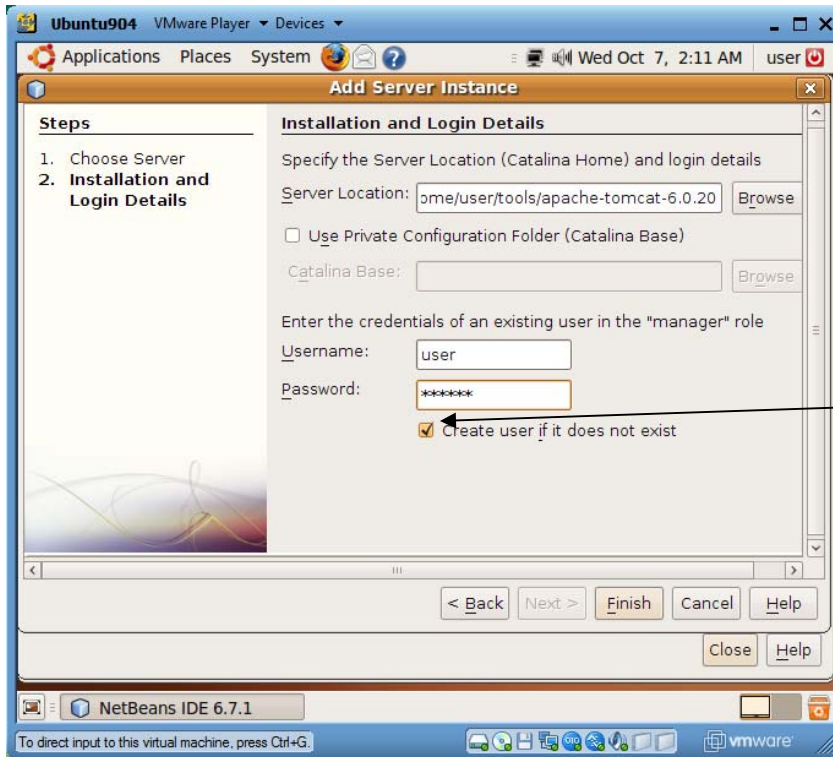 Ubuntu904 VMware Player Devices
Applications Places System Wed Oct 7, 2:11 AM user
Add Server Instance
Steps
1. Choose Server
2. Installation and
Login Details
Installation and Login Details
Specify the Server Location (Catalina Home) and login details
Server Location: ome/user/tools/apache-tomcat-6.0.20 Browse
Use Private Configuration Folder (Catalina Base)
Catalina Base: Browse
Enter the credentials of an existing user in the "manager" role
Username: user
Password: ******
Create user if it does not exist
< Back Next > Finish Cancel Help
Close Help
NetBeans IDE 6.7.1
To direct input to this virtual machine, press Ctrl+G. vmware